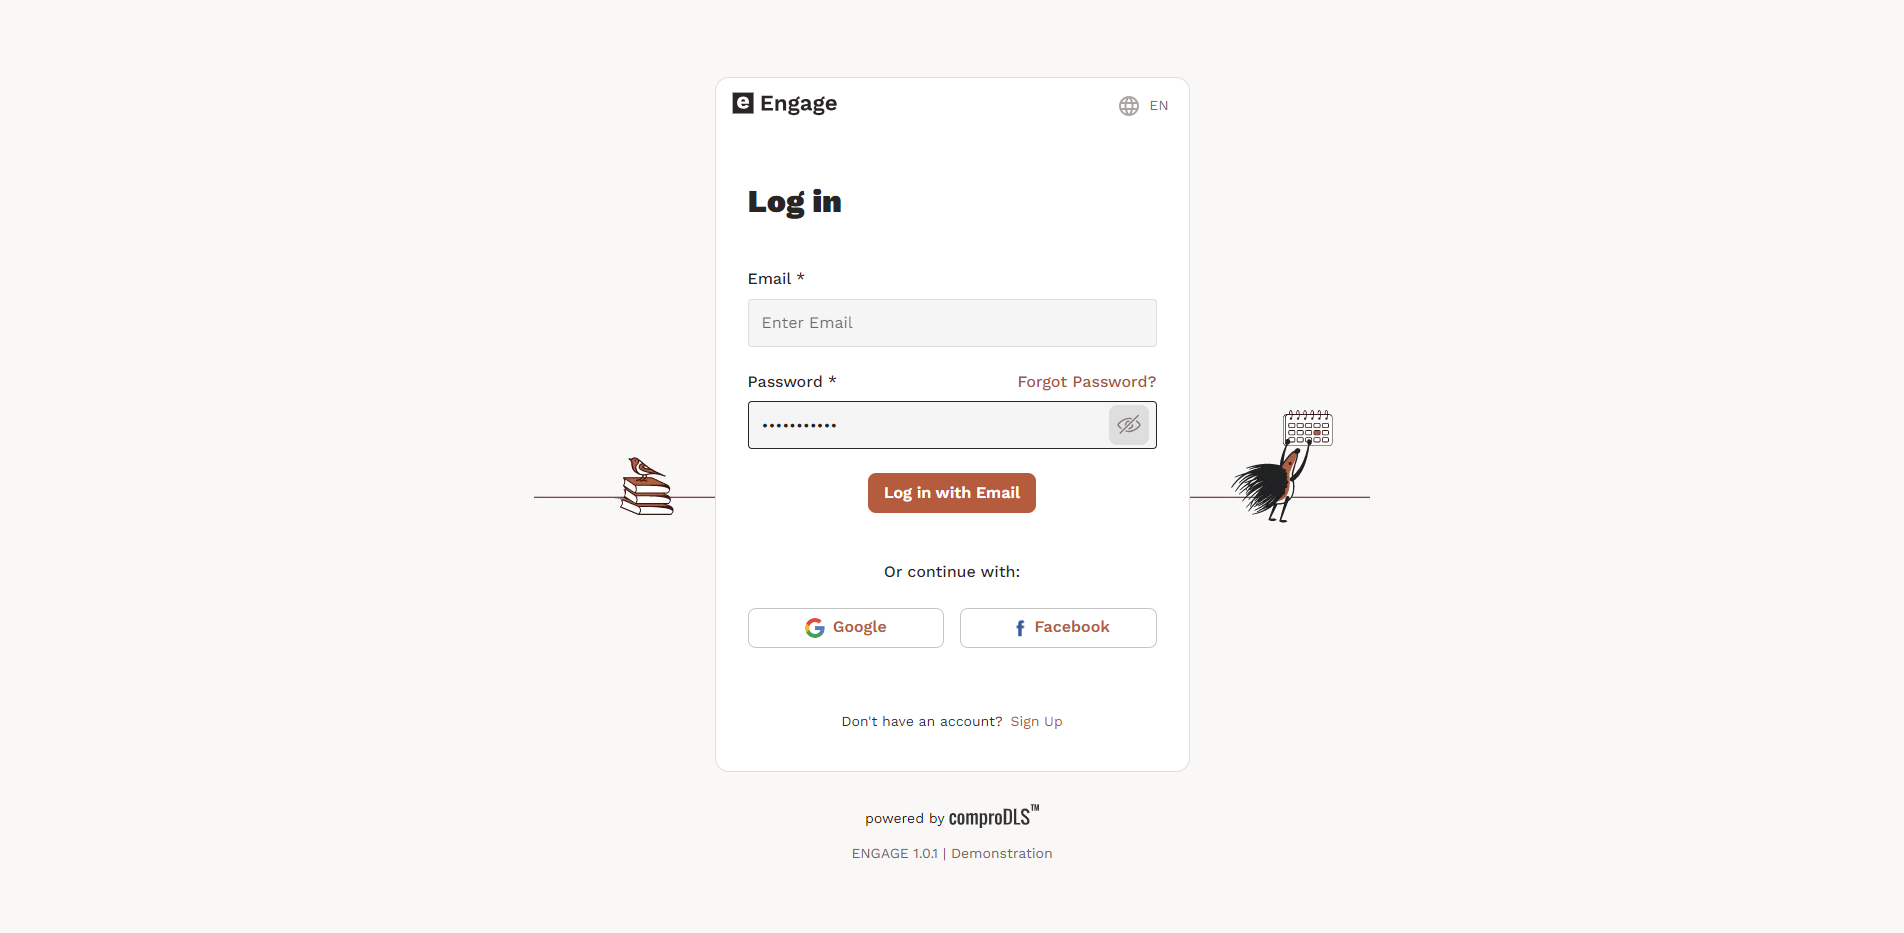 e Engage
EN
Log in
Email *
Enter Email
Password *
Forgot Password?
•••••••••••
Log in with Email
Or continue with:
Google
Facebook
Don't have an account? Sign Up
powered by comproDLS™
ENGAGE 1.0.1 | Demonstration